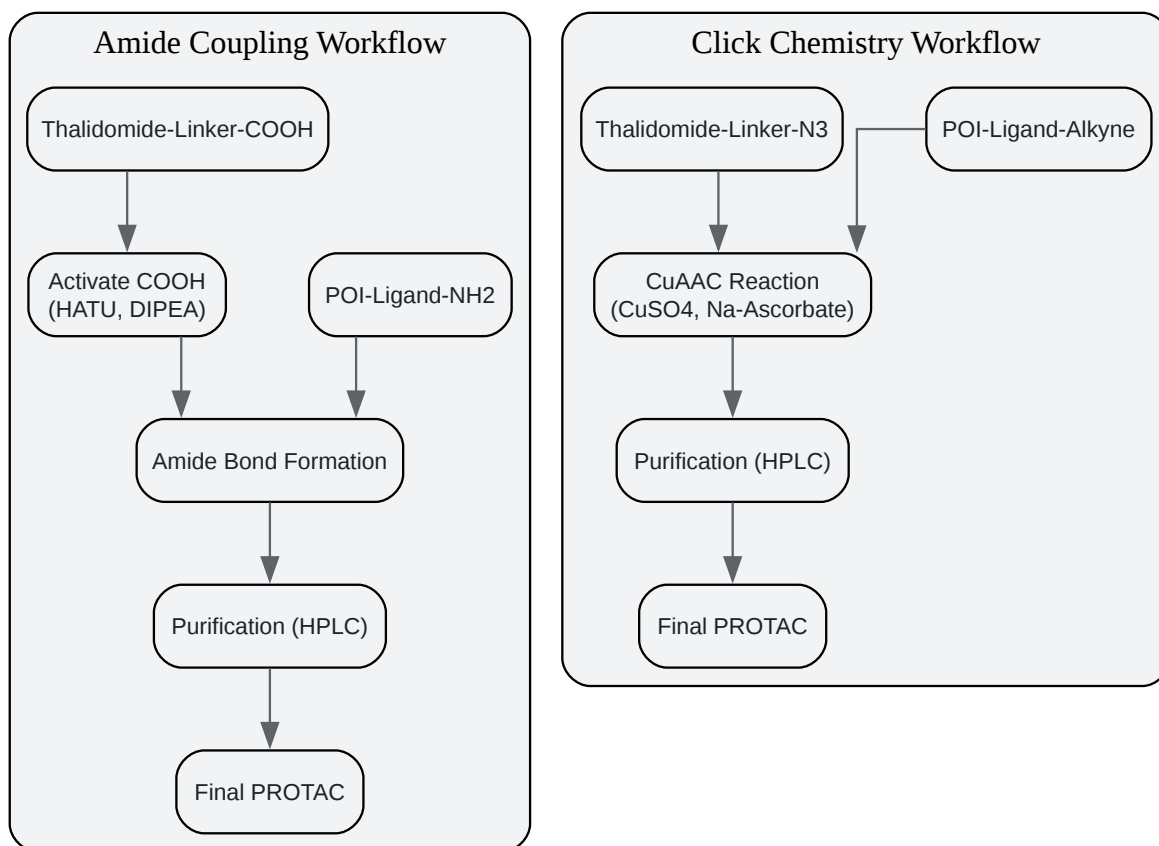 Amide Coupling Workflow
Thalidomide-Linker-COOH
Activate COOH
(HATU, DIPEA)
POI-Ligand-NH2
Amide Bond Formation
Purification (HPLC)
Final PROTAC
Click Chemistry Workflow
Thalidomide-Linker-N3
POI-Ligand-Alkyne
CuAAC Reaction
(CuSO4, Na-Ascorbate)
Purification (HPLC)
Final PROTAC